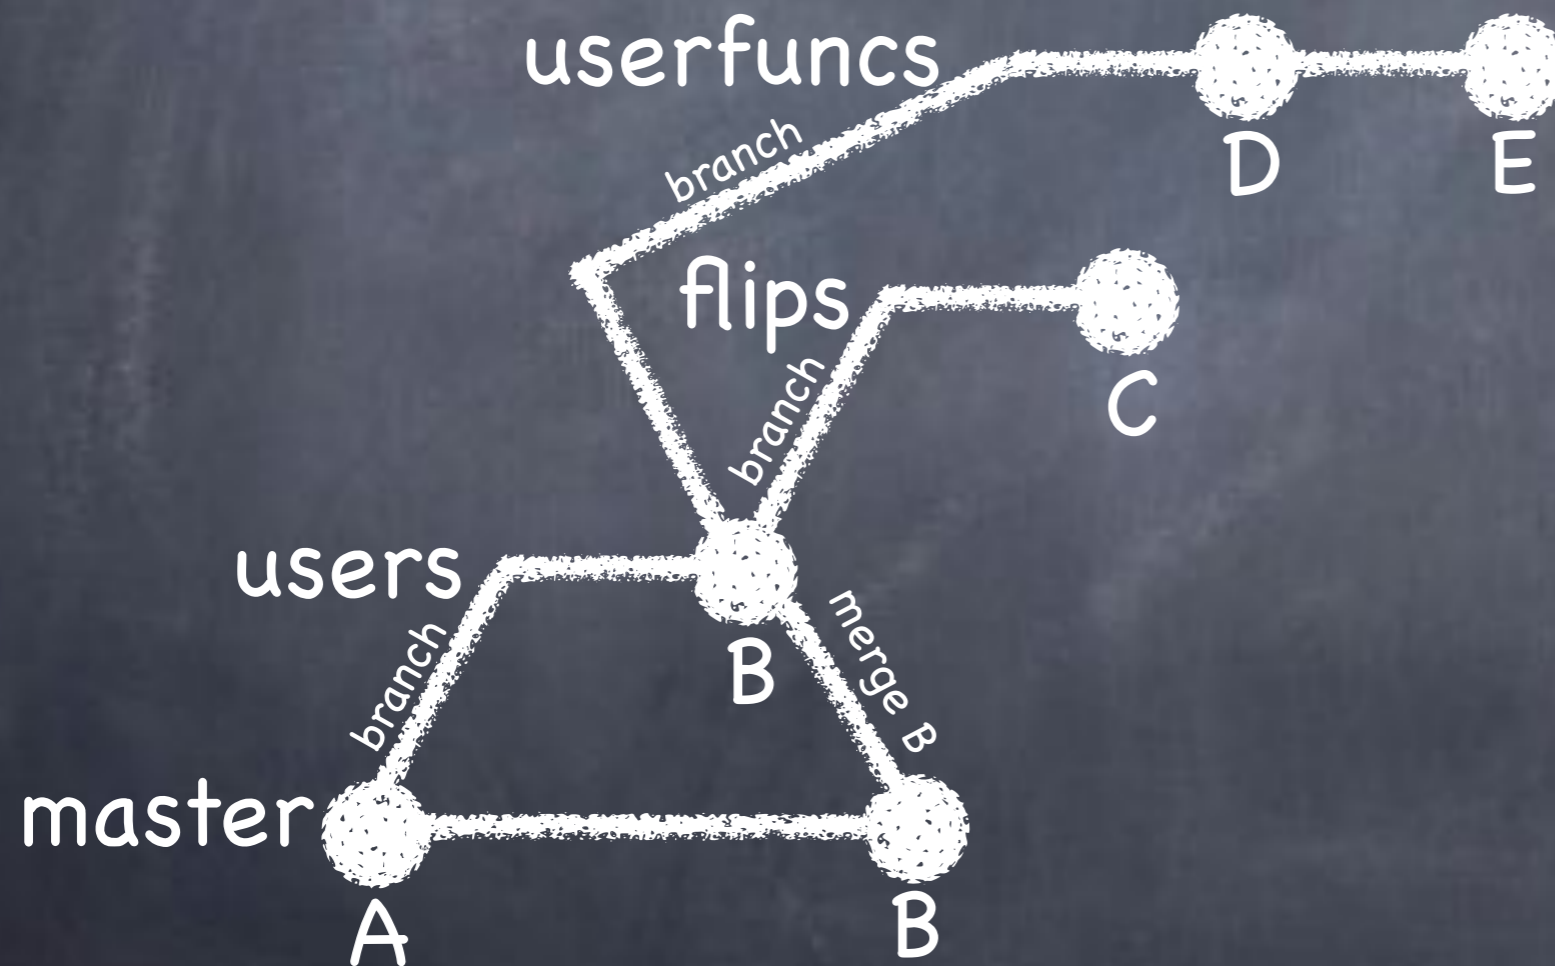 userfuncs
branch
D
E
flips
branch
C
users
branch
B
merge B
master
A
B